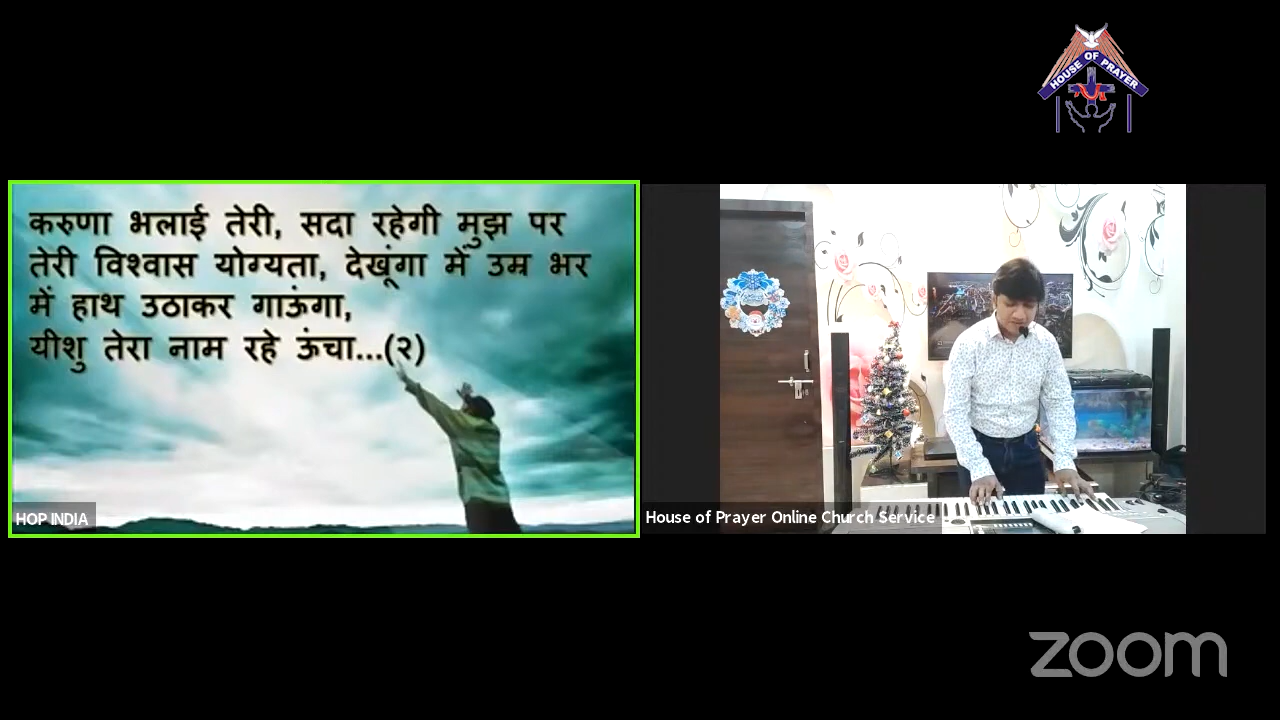 HOUSE OF PRAYER
करुणा भलाई तेरी, सदा रहेगी मुझ पर
तेरी विश्वास योग्यता, देखूंगा में उम्र भर
में हाथ उठाकर गाऊंगा,
यीशु तेरा नाम रहे ऊंचा...(२)
HOP INDIA
House of Prayer Online Church Service
zoom